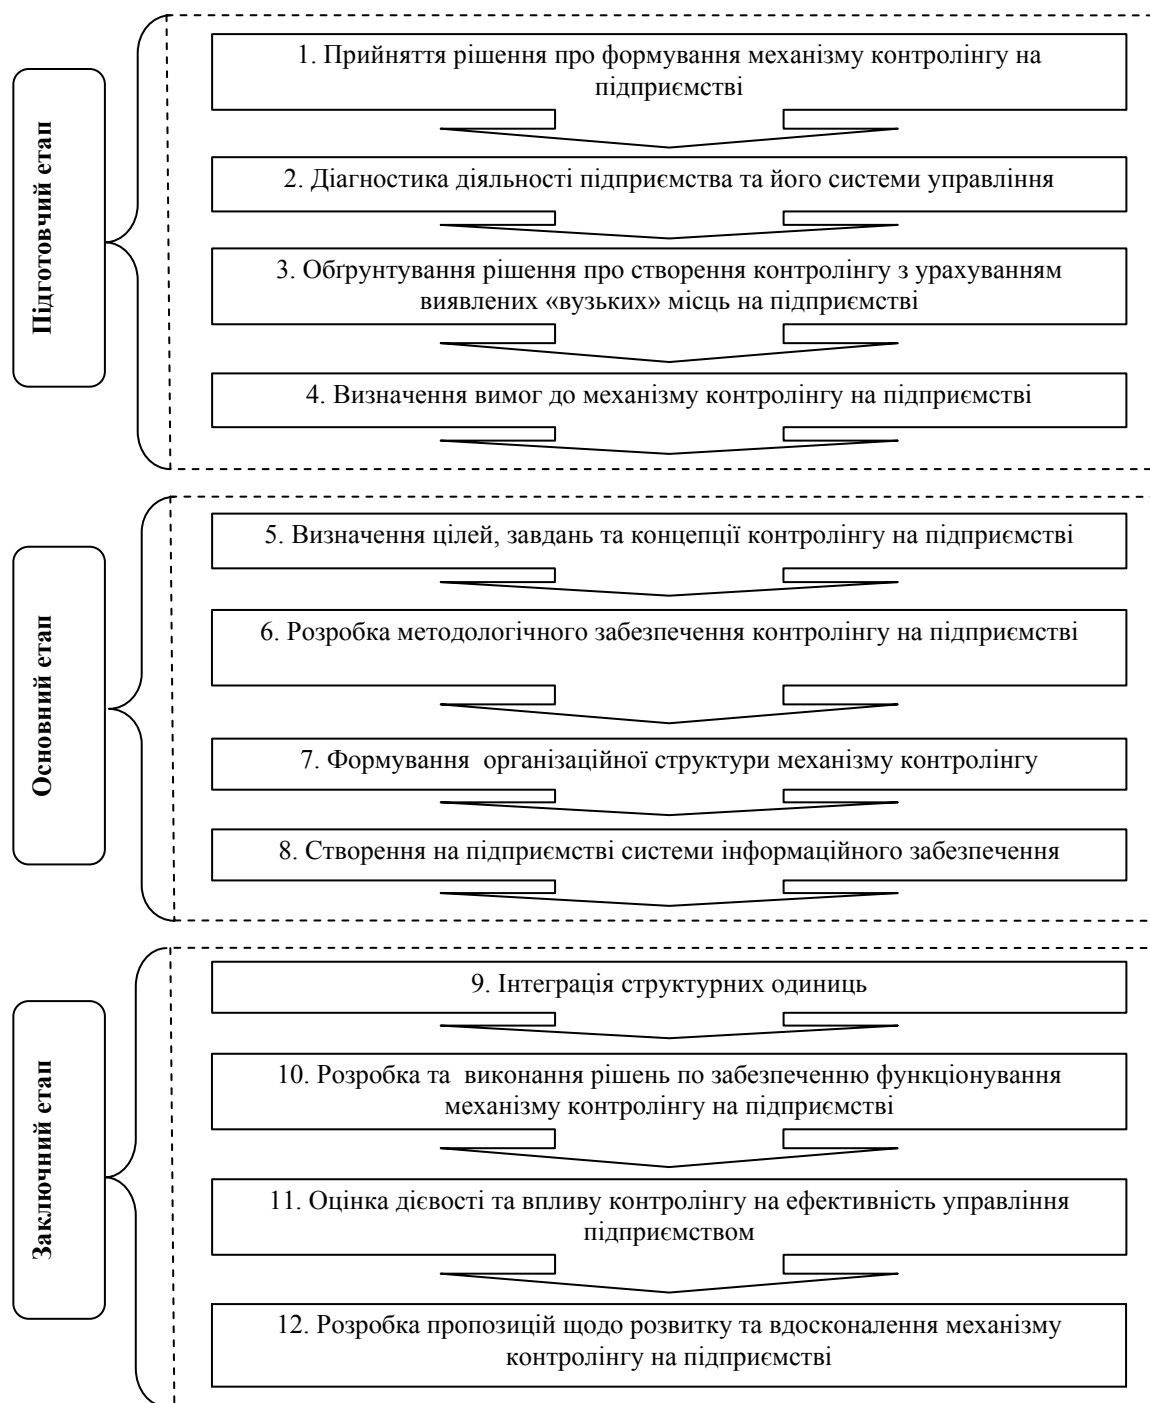 Підготовчий етап
1. Прийняття рішення про формування механізму контролінгу на
підприємстві
2. Діагностика діяльності підприємства та його системи управління
3. Обґрунтування рішення про створення контролінгу з урахуванням
виявлених «вузьких» місць на підприємстві
4. Визначення вимог до механізму контролінгу на підприємстві
Основний етап
5. Визначення цілей, завдань та концепції контролінгу на підприємстві
6. Розробка методологічного забезпечення контролінгу на підприємстві
7. Формування  організаційної структури механізму контролінгу
8. Створення на підприємстві системи інформаційного забезпечення
Заключний етап
9. Інтеграція структурних одиниць
10. Розробка та  виконання рішень по забезпеченню функціонування
механізму контролінгу на підприємстві
11. Оцінка дієвості та впливу контролінгу на ефективність управління
підприємством
12. Розробка пропозицій щодо розвитку та вдосконалення механізму
контролінгу на підприємстві